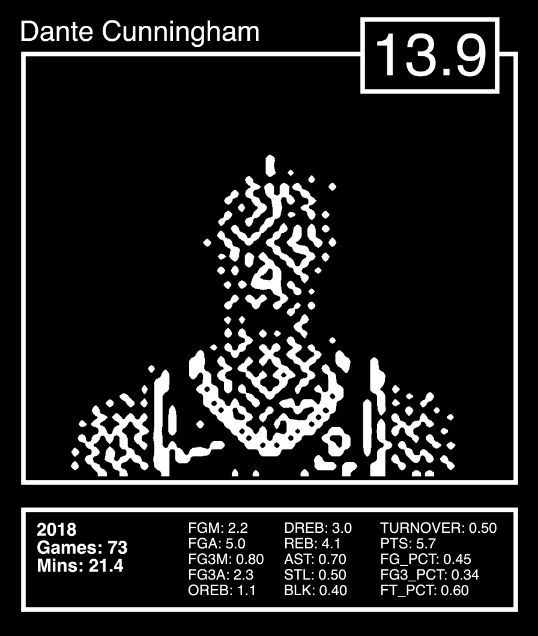 Dante Cunningham
13.9
2018
Games: 73
Mins: 21.4
FGM: 2.2
FGA: 5.0
FG3M: 0.80
FG3A: 2.3
OREB: 1.1
DREB: 3.0
REB: 4.1
AST: 0.70
STL: 0.50
BLK: 0.40
TURNOVER: 0.50
PTS: 5.7
FG_PCT: 0.45
FG3_PCT: 0.34
FT_PCT: 0.60